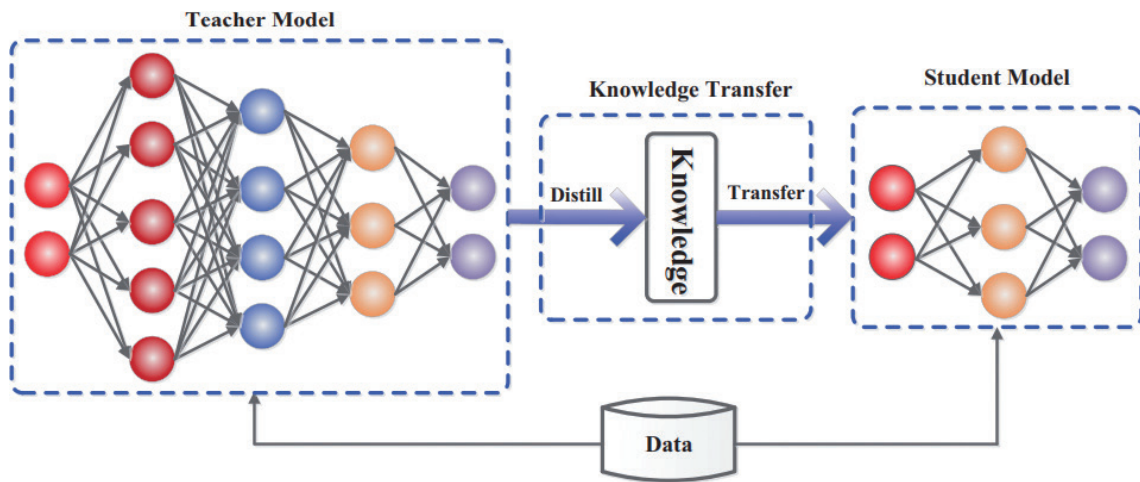 Teacher Model
Knowledge Transfer
Student Model
Distill
Knowledge
Transfer
Data